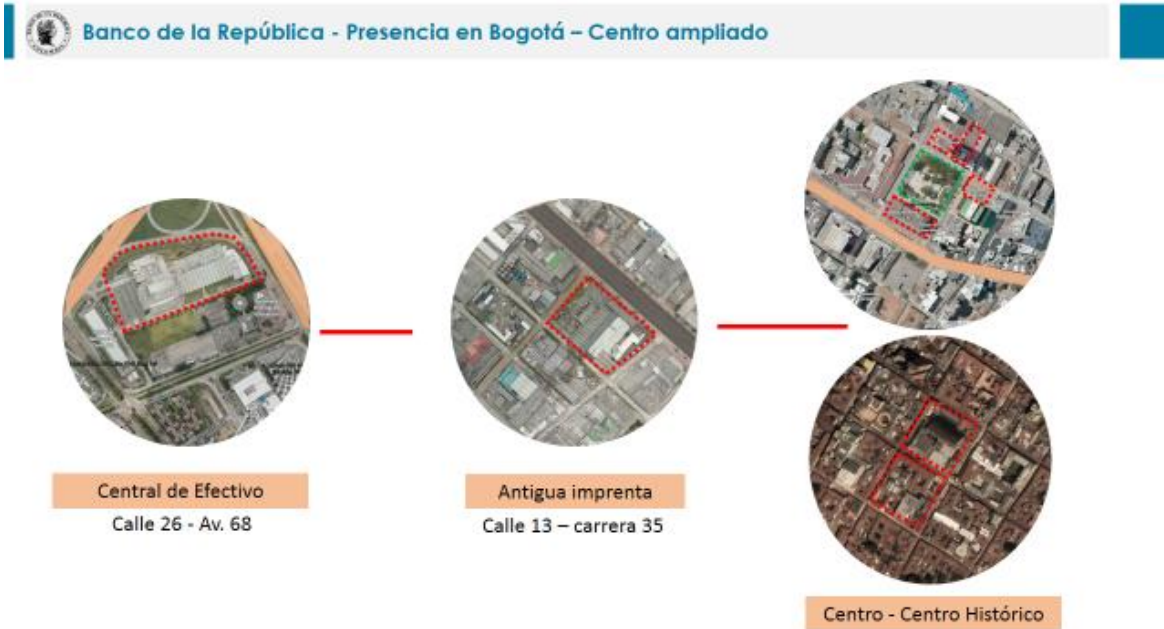 Banco de la República - Presencia en Bogotá – Centro ampliado
Central de Efectivo
Calle 26 - Av. 68
Antigua imprenta
Calle 13 – carrera 35
Centro - Centro Histórico